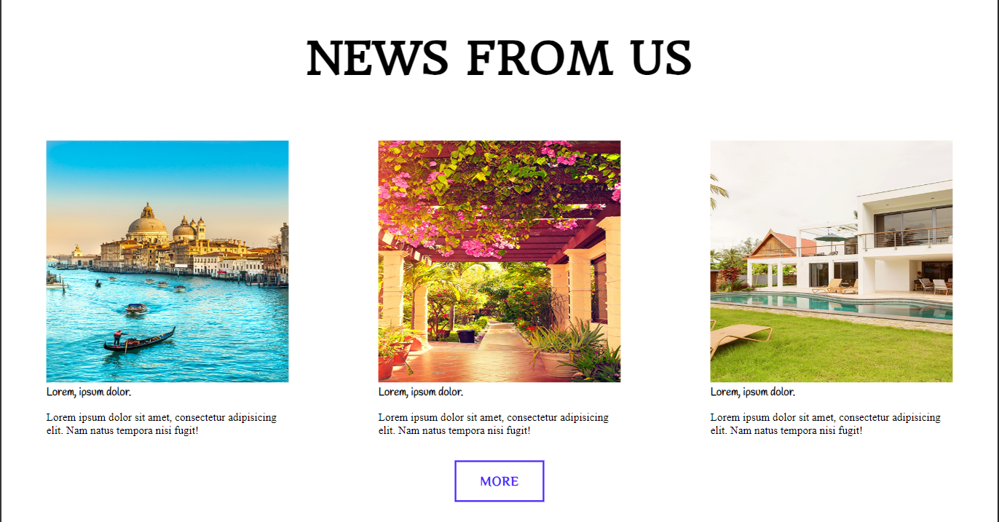 NEWS FROM US
Lorem, ipsum dolor.
Lorem ipsum dolor sit amet, consectetur adipisicing
elit. Nam natus tempora nisi fugit!
Lorem, ipsum dolor.
Lorem ipsum dolor sit amet, consectetur adipisicing
elit. Nam natus tempora nisi fugit!
Lorem, ipsum dolor.
Lorem ipsum dolor sit amet, consectetur adipisicing
elit. Nam natus tempora nisi fugit!
MORE